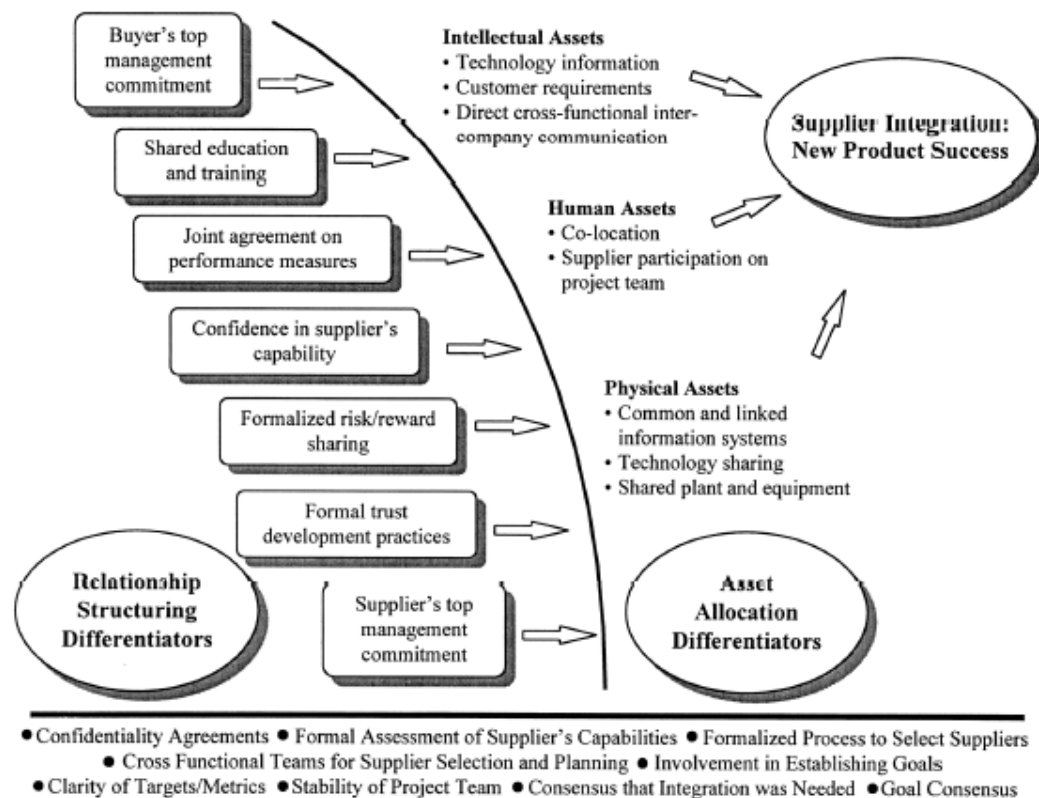 Buyer's top
management
commitment
Shared education
and training
Joint agreement on
performance measures
Confidence in supplier's
capability
Formalized risk/reward
sharing
Formal trust
development practices
Supplier's top
management
commitment
Relationship
Structuring
Differentiators
Intellectual Assets
• Technology information
• Customer requirements
• Direct cross-functional inter-
company communication
Human Assets
• Co-location
• Supplier participation on
project team
Physical Assets
• Common and linked
information systems
• Technology sharing
• Shared plant and equipment
Supplier Integration:
New Product Success
Asset
Allocation
Differentiators
● Confidentiality Agreements ● Formal Assessment of Supplier's Capabilities ● Formalized Process to Select Suppliers
● Cross Functional Teams for Supplier Selection and Planning ● Involvement in Establishing Goals
● Clarity of Targets/Metrics ● Stability of Project Team ● Consensus that Integration was Needed ● Goal Consensus